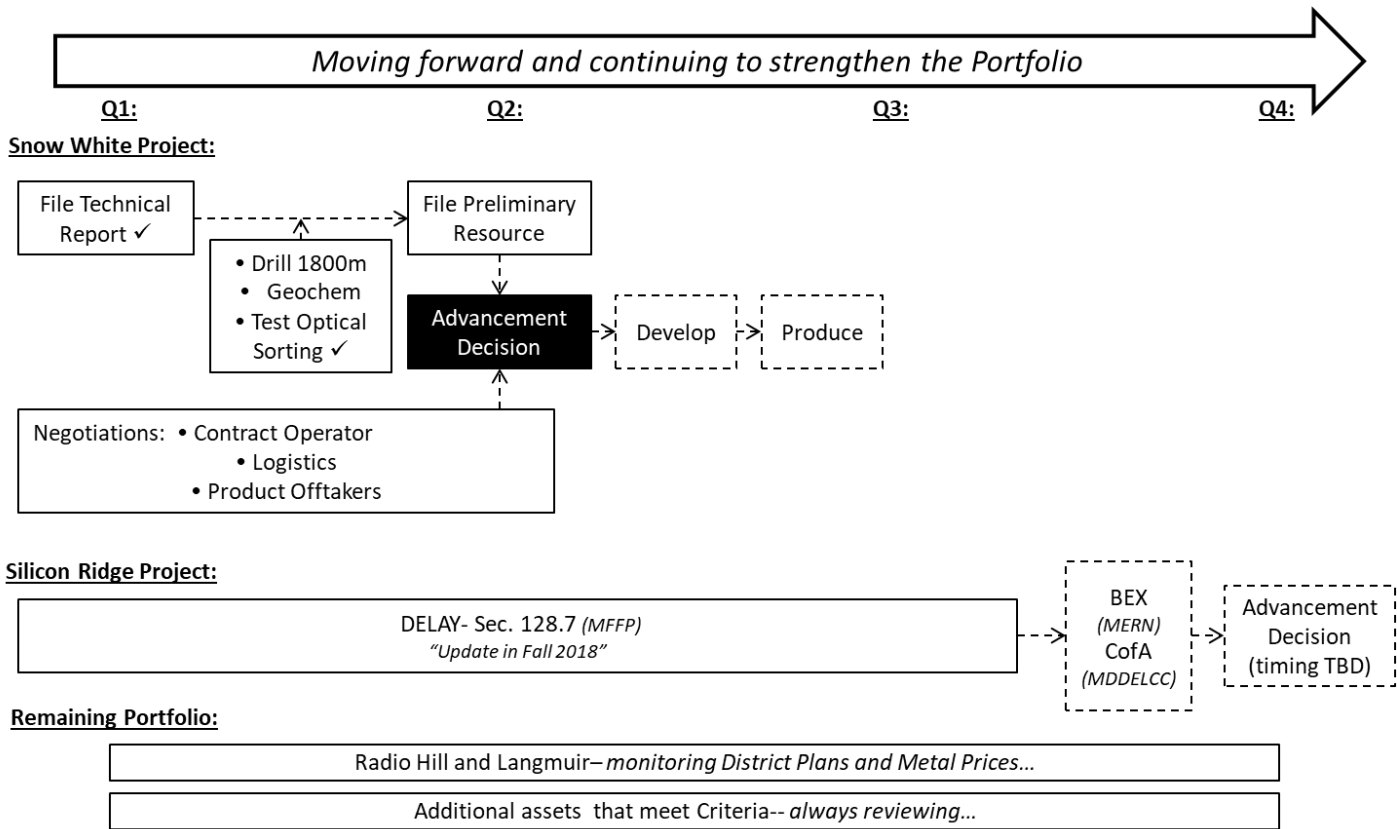 Moving forward and continuing to strengthen the Portfolio
Q1: Q2: Q3: Q4:
Snow White Project:
File Technical
Report ✓
File Preliminary
Resource
• Drill 1800m
• Geochem
• Test Optical
Sorting ✓
Advancement
Decision
Develop
Produce
Negotiations: • Contract Operator
• Logistics
• Product Offtakers
Silicon Ridge Project:
DELAY- Sec. 128.7 (MFFP)
“Update in Fall 2018”
BEX
(MERN)
CofA
(MDDELCC)
Advancement
Decision
(timing TBD)
Remaining Portfolio:
Radio Hill and Langmuir– monitoring District Plans and Metal Prices…
Additional assets that meet Criteria-- always reviewing…